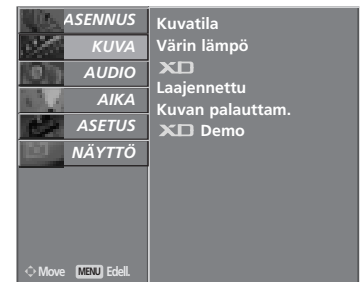 ASENNUS
KUVA
AUDIO
AIKA
ASETUS
NÄYTTÖ
Kuvatila
Värin lämpö
XD
Laajennettu
Kuvan palauttam.
XD Demo
Move MENU Edell.